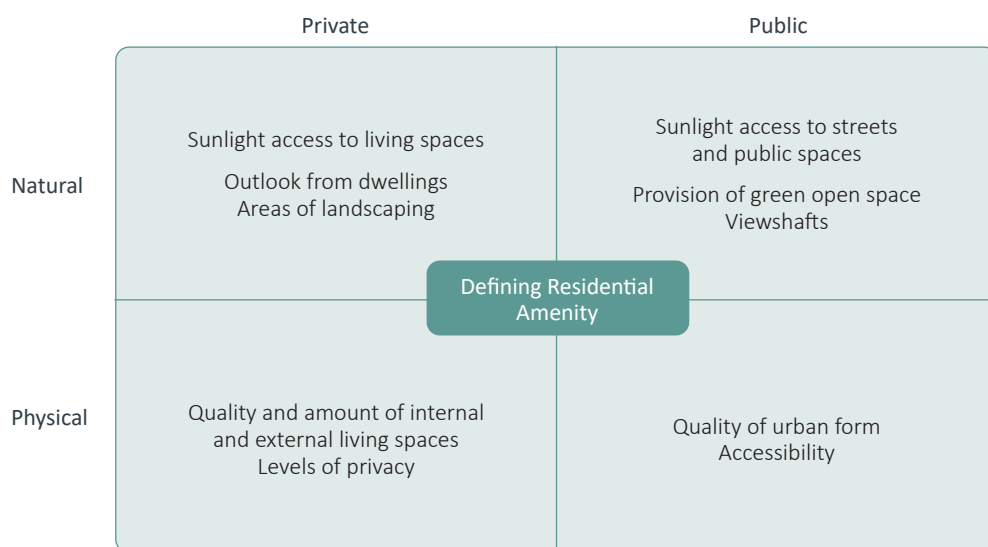 Private
Public
Natural
Sunlight access to living spaces
Outlook from dwellings
Areas of landscaping
Sunlight access to streets
and public spaces
Provision of green open space
Viewshafts
Defining Residential
Amenity
Physical
Quality and amount of internal
and external living spaces
Levels of privacy
Quality of urban form
Accessibility